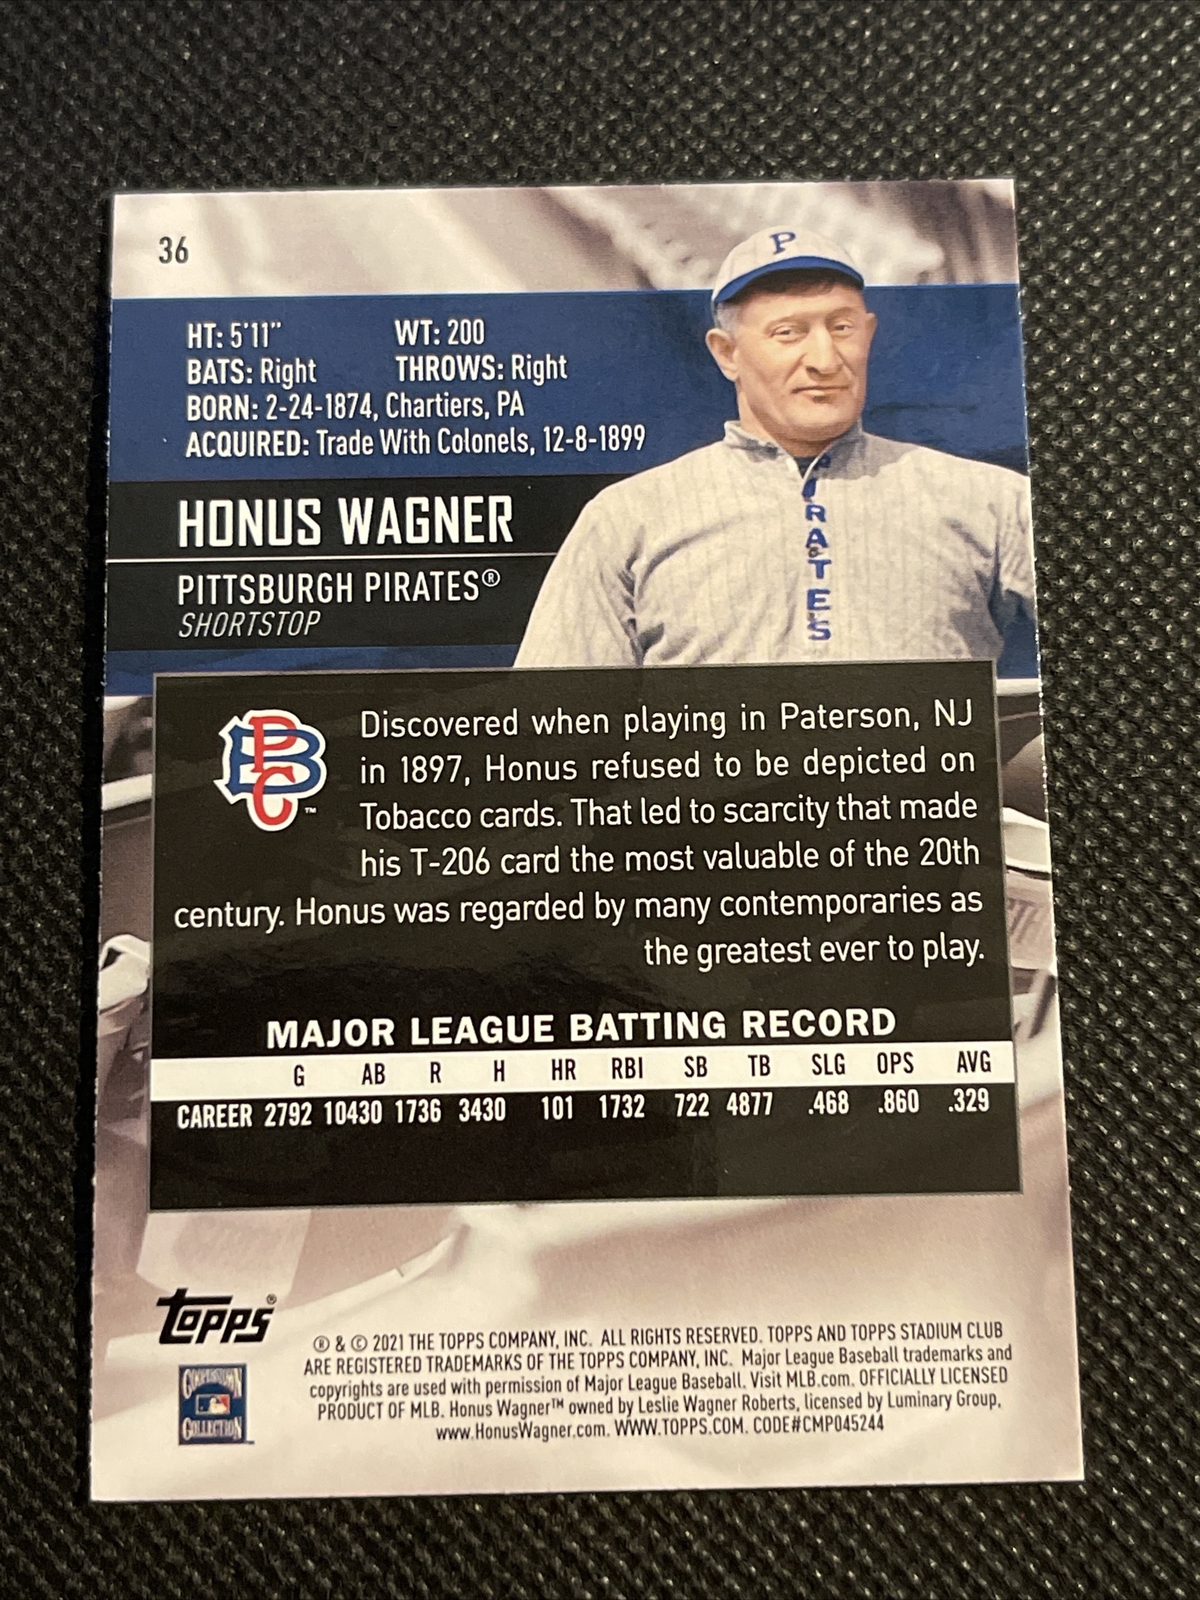 36
P
HT: 5'11" WT: 200
BATS: Right THROWS: Right
BORN: 2-24-1874, Chartiers, PA
ACQUIRED: Trade With Colonels, 12-8-1899
HONUS WAGNER
PITTSBURGH PIRATES®
SHORTSTOP
PIRATES
PBC™
Discovered when playing in Paterson, NJ
in 1897, Honus refused to be depicted on
Tobacco cards. That led to scarcity that made
his T-206 card the most valuable of the 20th
century. Honus was regarded by many contemporaries as
the greatest ever to play.
MAJOR LEAGUE BATTING RECORD
G AB R H HR RBI SB TB SLG OPS AVG
CAREER 2792 10430 1736 3430 101 1732 722 4877 .468 .860 .329
topps®
COOPERSTOWN
COLLECTION™
® & © 2021 THE TOPPS COMPANY, INC. ALL RIGHTS RESERVED. TOPPS AND TOPPS STADIUM CLUB
ARE REGISTERED TRADEMARKS OF THE TOPPS COMPANY, INC. Major League Baseball trademarks and
copyrights are used with permission of Major League Baseball. Visit MLB.com. OFFICIALLY LICENSED
PRODUCT OF MLB. Honus Wagner™ owned by Leslie Wagner Roberts, licensed by Luminary Group,
www.HonusWagner.com. WWW.TOPPS.COM. CODE#CMP045244